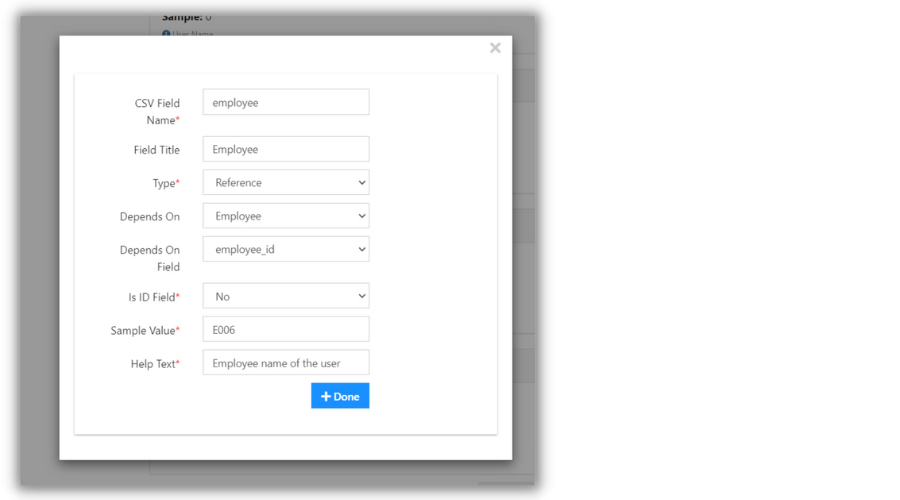 Sample: 0
User Name
×
CSV Field
Name*
employee
Field Title
Employee
Type*
Reference
Depends On
Employee
Depends On
Field
employee_id
Is ID Field*
No
Sample Value*
E006
Help Text*
Employee name of the user
+ Done